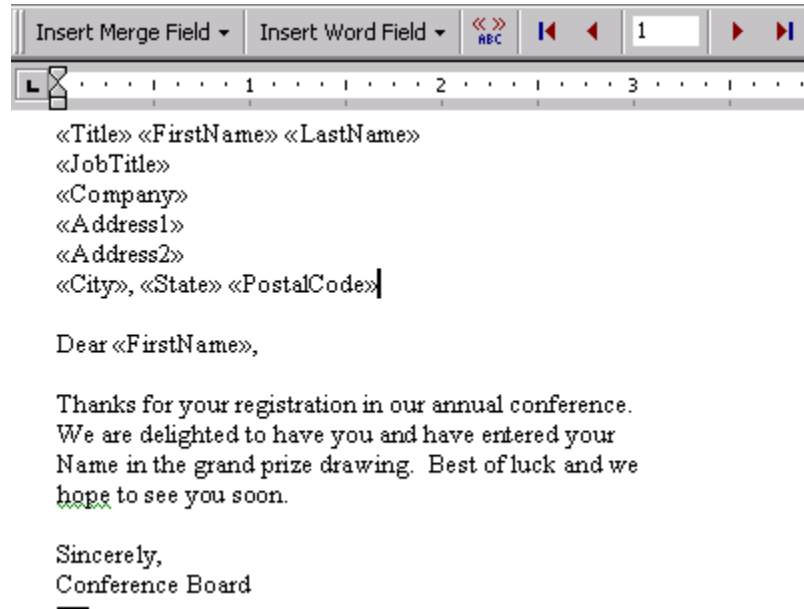 Insert Merge Field Insert Word Field «» ABC 1
L 1 2 3
«Title» «FirstName» «LastName»
«JobTitle»
«Company»
«Address1»
«Address2»
«City», «State» «PostalCode»
Dear «FirstName»,
Thanks for your registration in our annual conference.
We are delighted to have you and have entered your
Name in the grand prize drawing.  Best of luck and we
hope to see you soon.
Sincerely,
Conference Board